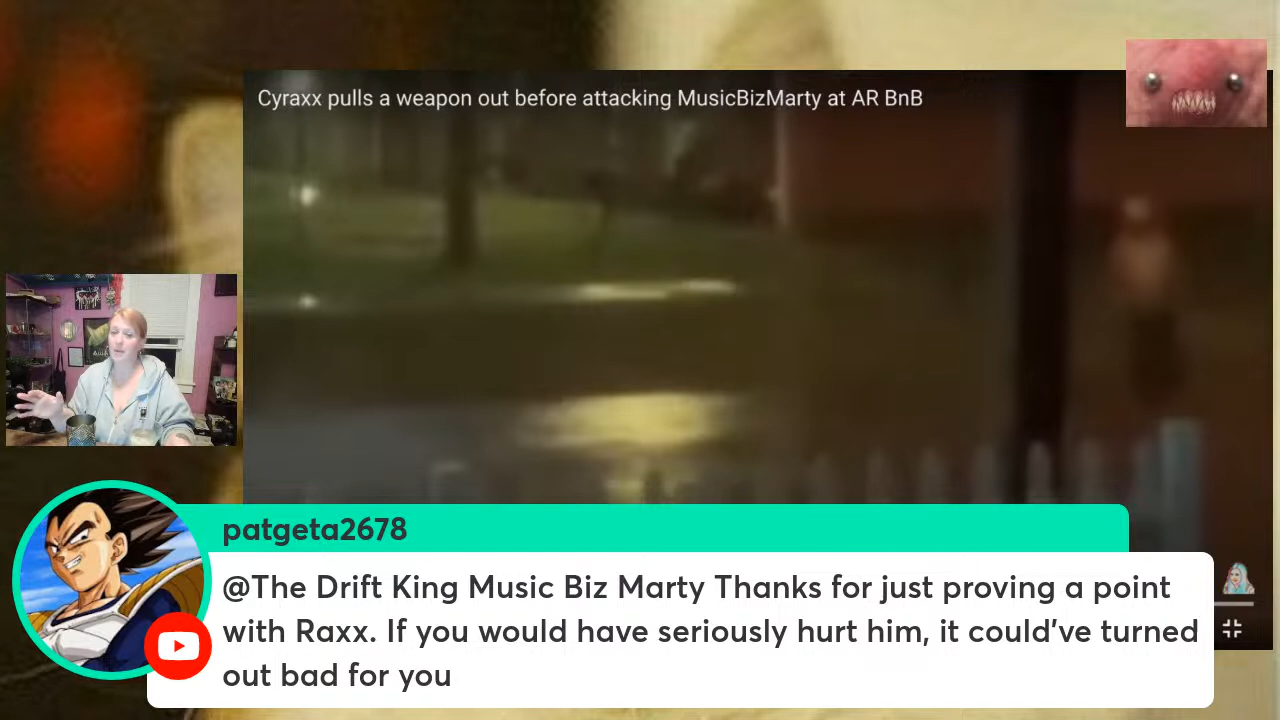 Cyraxx pulls a weapon out before attacking MusicBizMarty at AR BnB
patgeta2678
@The Drift King Music Biz Marty Thanks for just proving a point
with Raxx. If you would have seriously hurt him, it could've turned
out bad for you